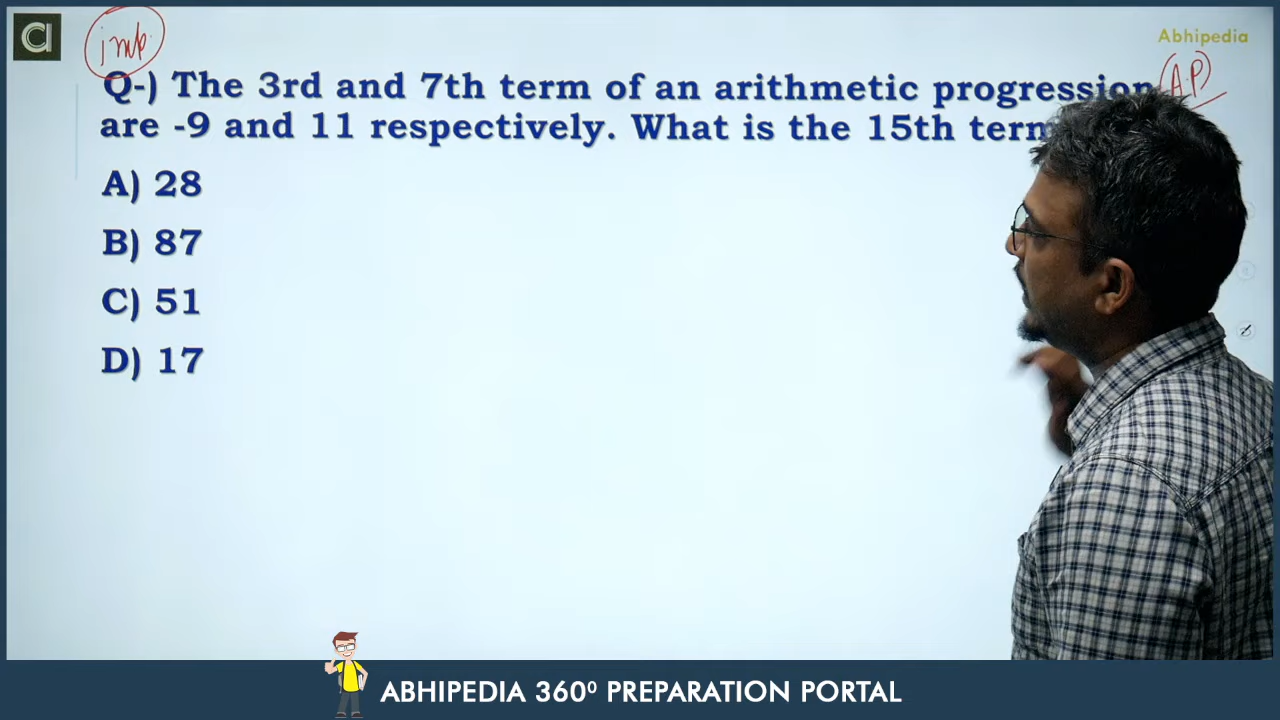 imp.
Abhipedia
Q-) The 3rd and 7th term of an arithmetic progression (A.P)
are -9 and 11 respectively. What is the 15th term
A) 28
B) 87
C) 51
D) 17
ABHIPEDIA 360⁰ PREPARATION PORTAL